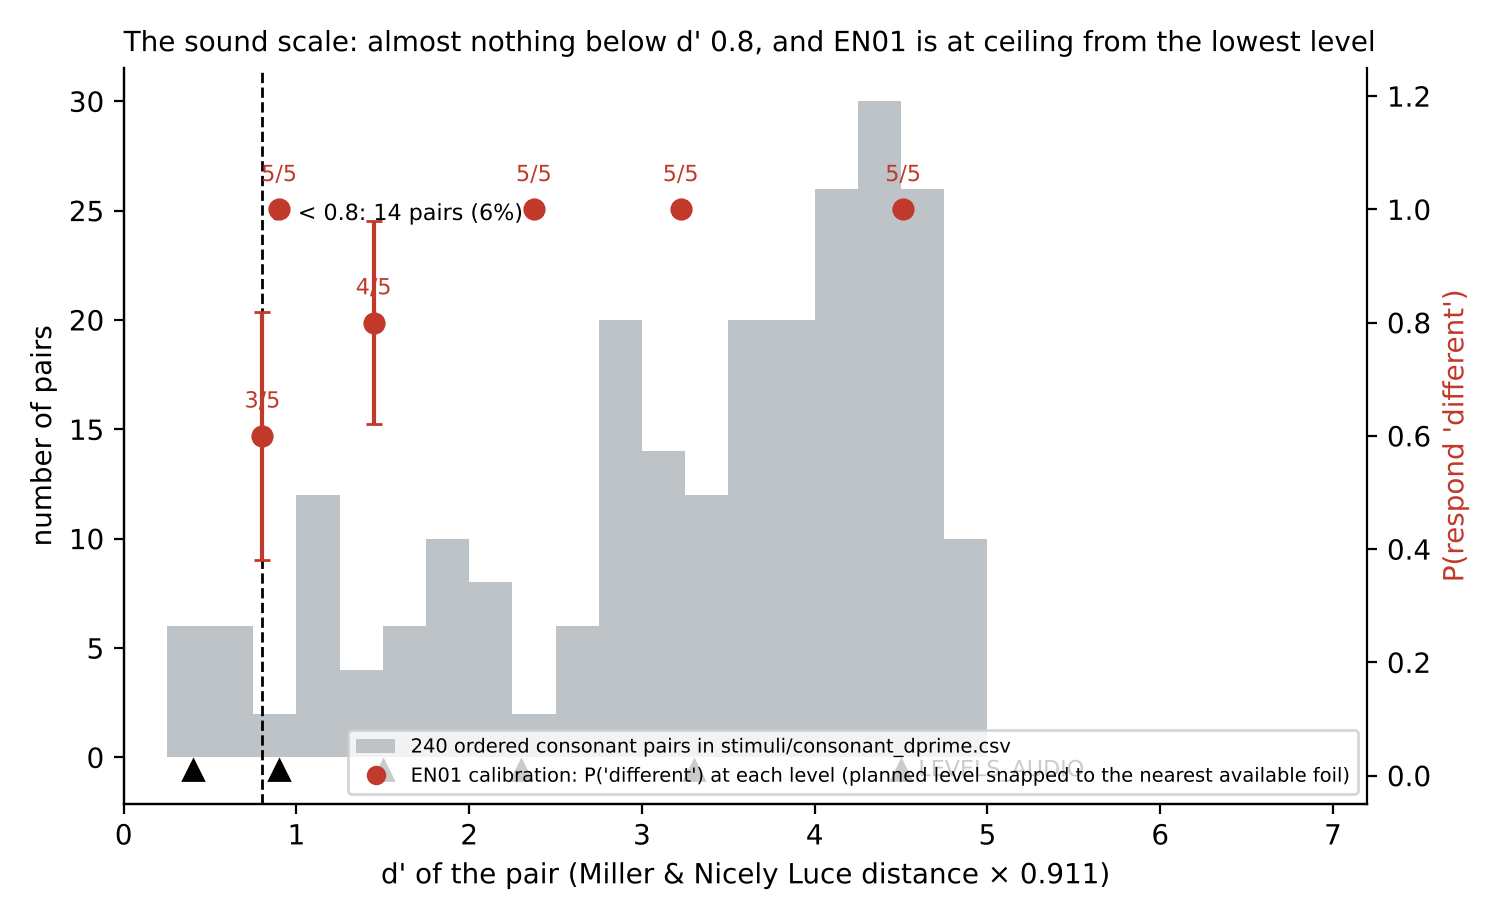 The sound scale: almost nothing below d' 0.8, and EN01 is at ceiling from the lowest level
30
25
20
15
10
5
0
number of pairs
1.2
1.0
0.8
0.6
0.4
0.2
0.0
P(respond 'different')
5/5
5/5
5/5
5/5
< 0.8: 14 pairs (6%)
4/5
3/5
240 ordered consonant pairs in stimuli/consonant_dprime.csv
LEVELS_AUDIO
EN01 calibration: P('different') at each level (planned level snapped to the nearest available foil)
0 1 2 3 4 5 6 7
d' of the pair (Miller & Nicely Luce distance × 0.911)